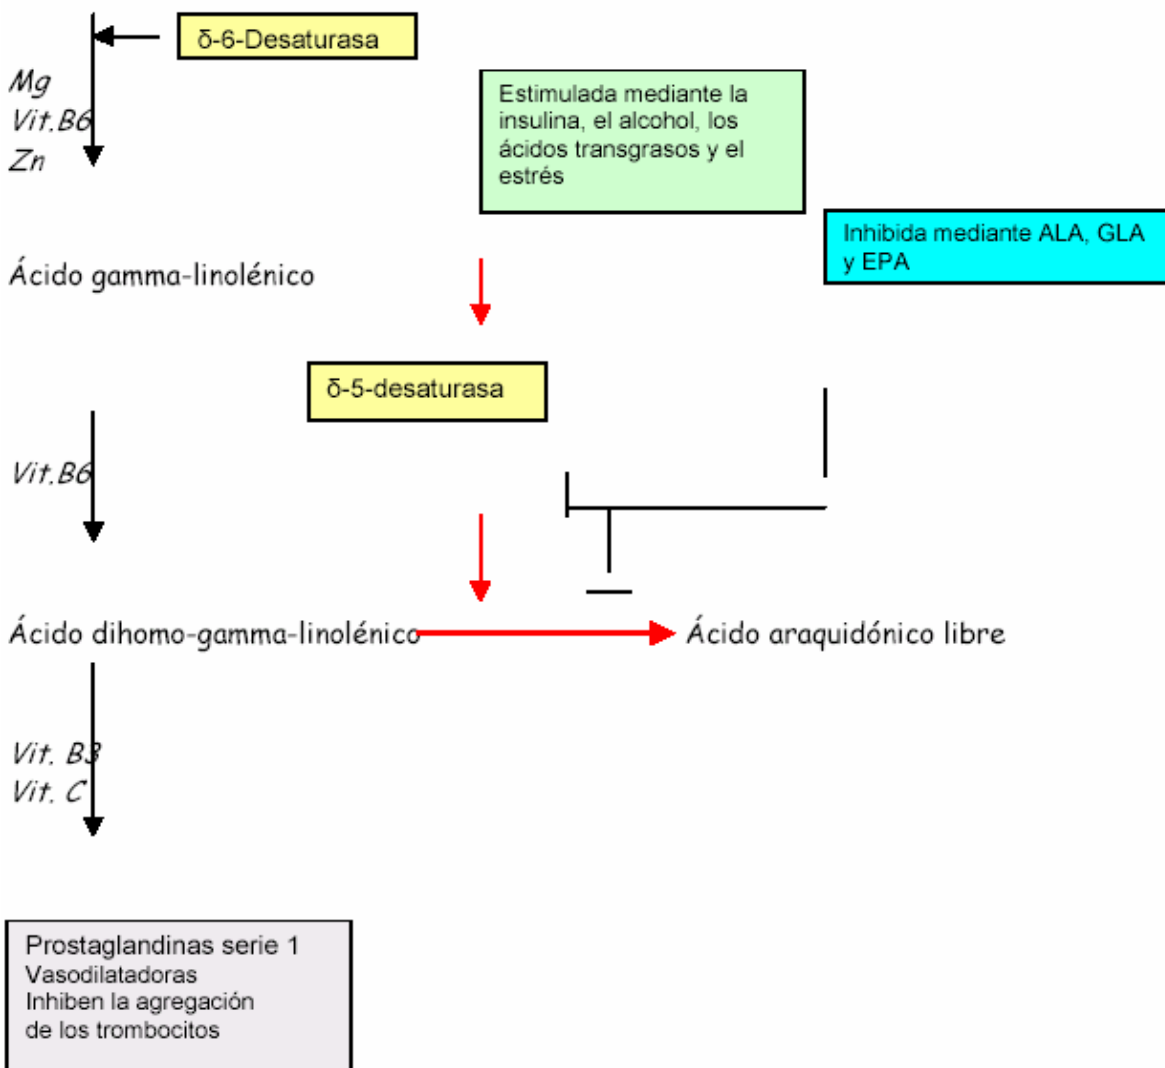 δ-6-Desaturasa
Mg
Vit.B6
Zn
Estimulada mediante la
insulina, el alcohol, los
ácidos transgrasos y el
estrés
Inhibida mediante ALA, GLA
y EPA
Ácido gamma-linolénico
δ-5-desaturasa
Vit.B6
Ácido dihomo-gamma-linolénico
Ácido araquidónico libre
Vit. B3
Vit. C
Prostaglandinas serie 1
Vasodilatadoras
Inhiben la agregación
de los trombocitos